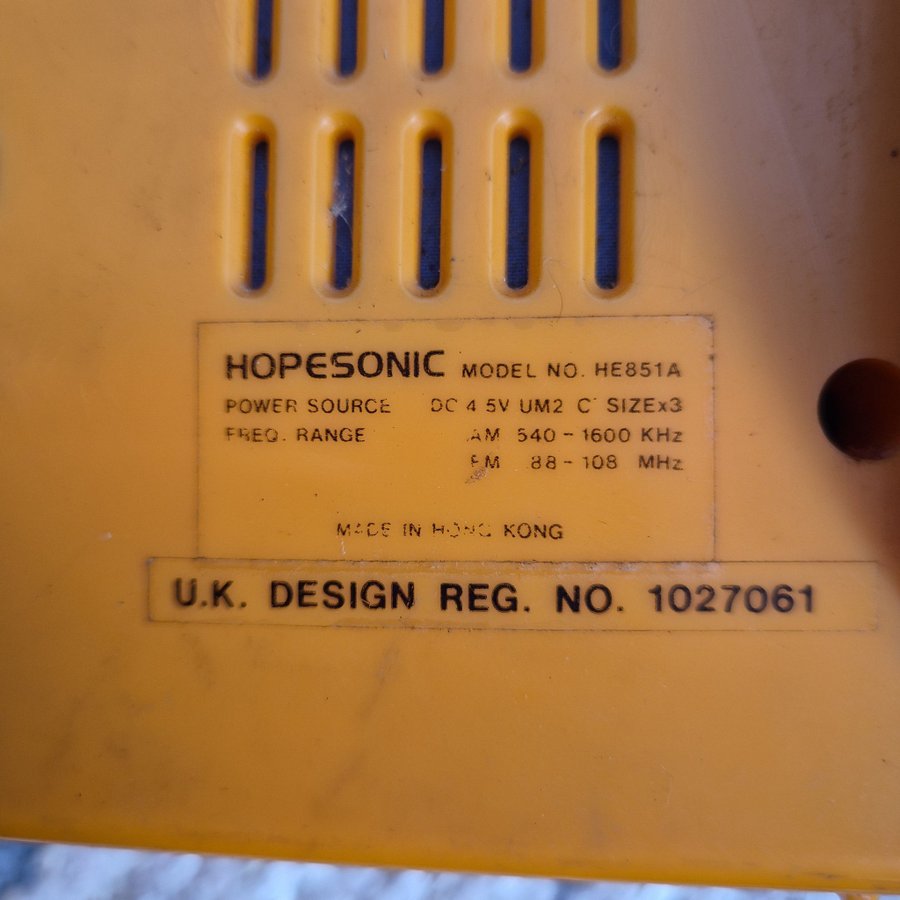 HOPESONIC MODEL NO. HE851A
POWER SOURCE DC 4.5V UM2 "C" SIZEx3
FREQ. RANGE AM 540 - 1600 KHz
FM 88 - 108 MHz
MADE IN HONG KONG
U.K. DESIGN REG. NO. 1027061